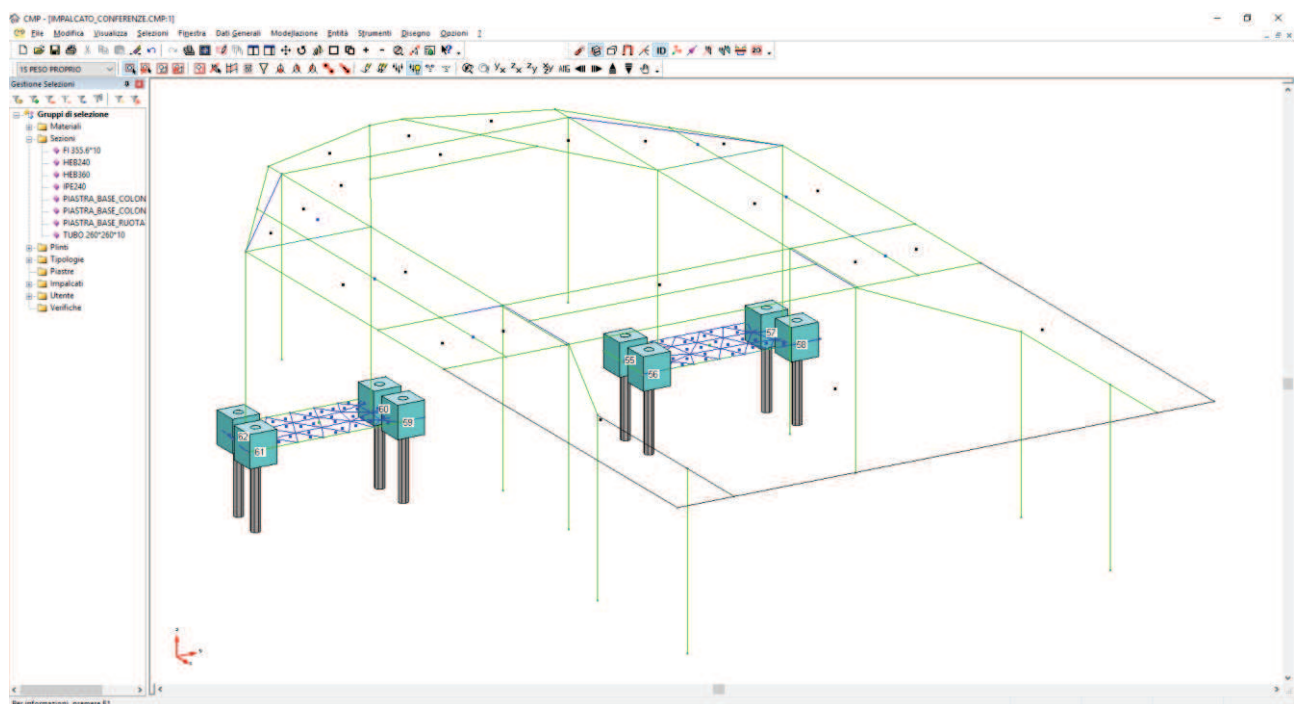 CMP - [IMPALCATO_CONFERENZE.CMP:1]
File Modifica Visualizza Selezioni Finestra Dati Generali Modellazione Entità Strumenti Disegno Opzioni ?
ID
15 PESO PROPRIO
Gestione Selezioni
Gruppi di selezione
Materiali
Sezioni
FI 355.6*10
HEB240
HEB360
IPE240
PIASTRA_BASE_COLON
PIASTRA_BASE_COLON
PIASTRA_BASE_RUOTA
TUBO 260*260*10
Plinti
Tipologie
Piastre
Impalcati
Utente
Verifiche
57
58
55
56
60
59
62
61
Per informazioni, premere F1